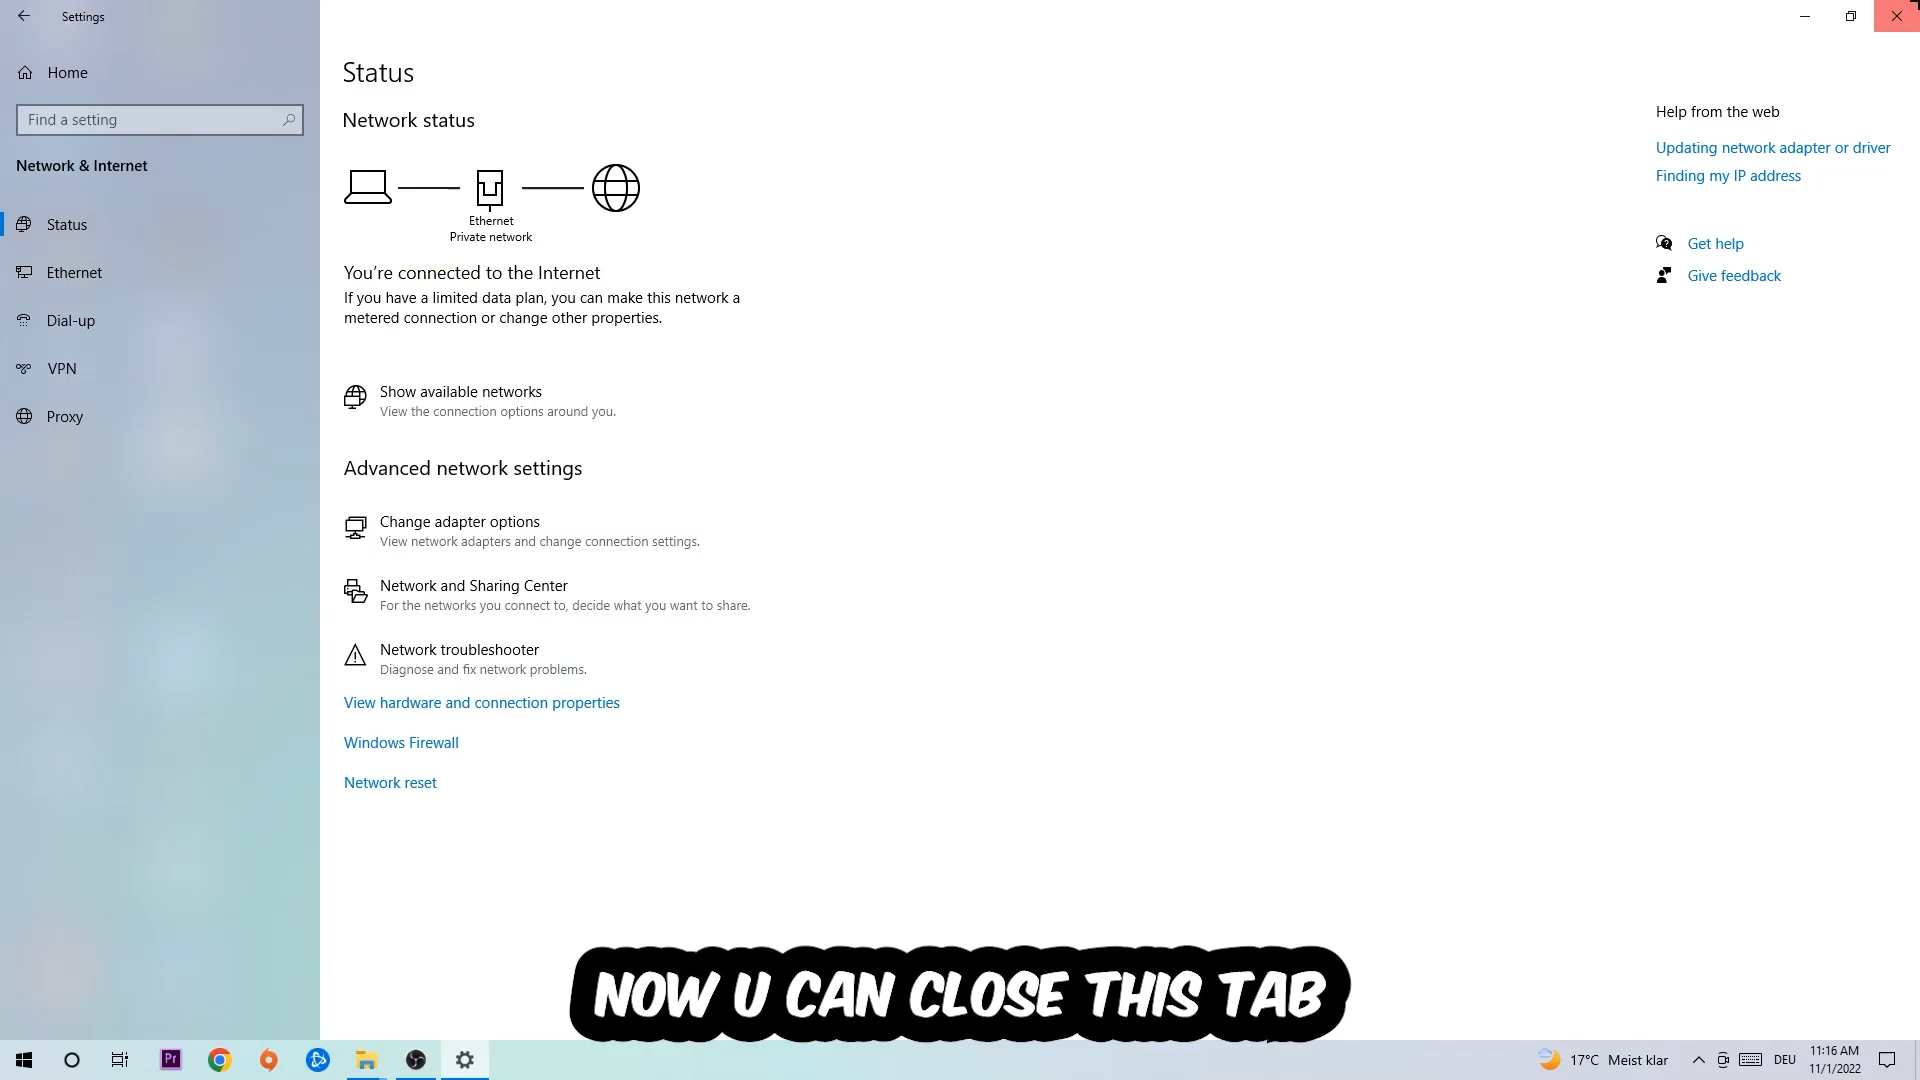 Settings
Home
Find a setting
Network & Internet
Status
Ethernet
Dial-up
VPN
Proxy
Status
Network status
Ethernet
Private network
You're connected to the Internet
If you have a limited data plan, you can make this network a
metered connection or change other properties.
Show available networks
View the connection options around you.
Advanced network settings
Change adapter options
View network adapters and change connection settings.
Network and Sharing Center
For the networks you connect to, decide what you want to share.
Network troubleshooter
Diagnose and fix network problems.
View hardware and connection properties
Windows Firewall
Network reset
Help from the web
Updating network adapter or driver
Finding my IP address
Get help
Give feedback
NOW U CAN CLOSE THIS TAB
Pr
17°C Meist klar
DEU
11:16 AM
11/1/2022